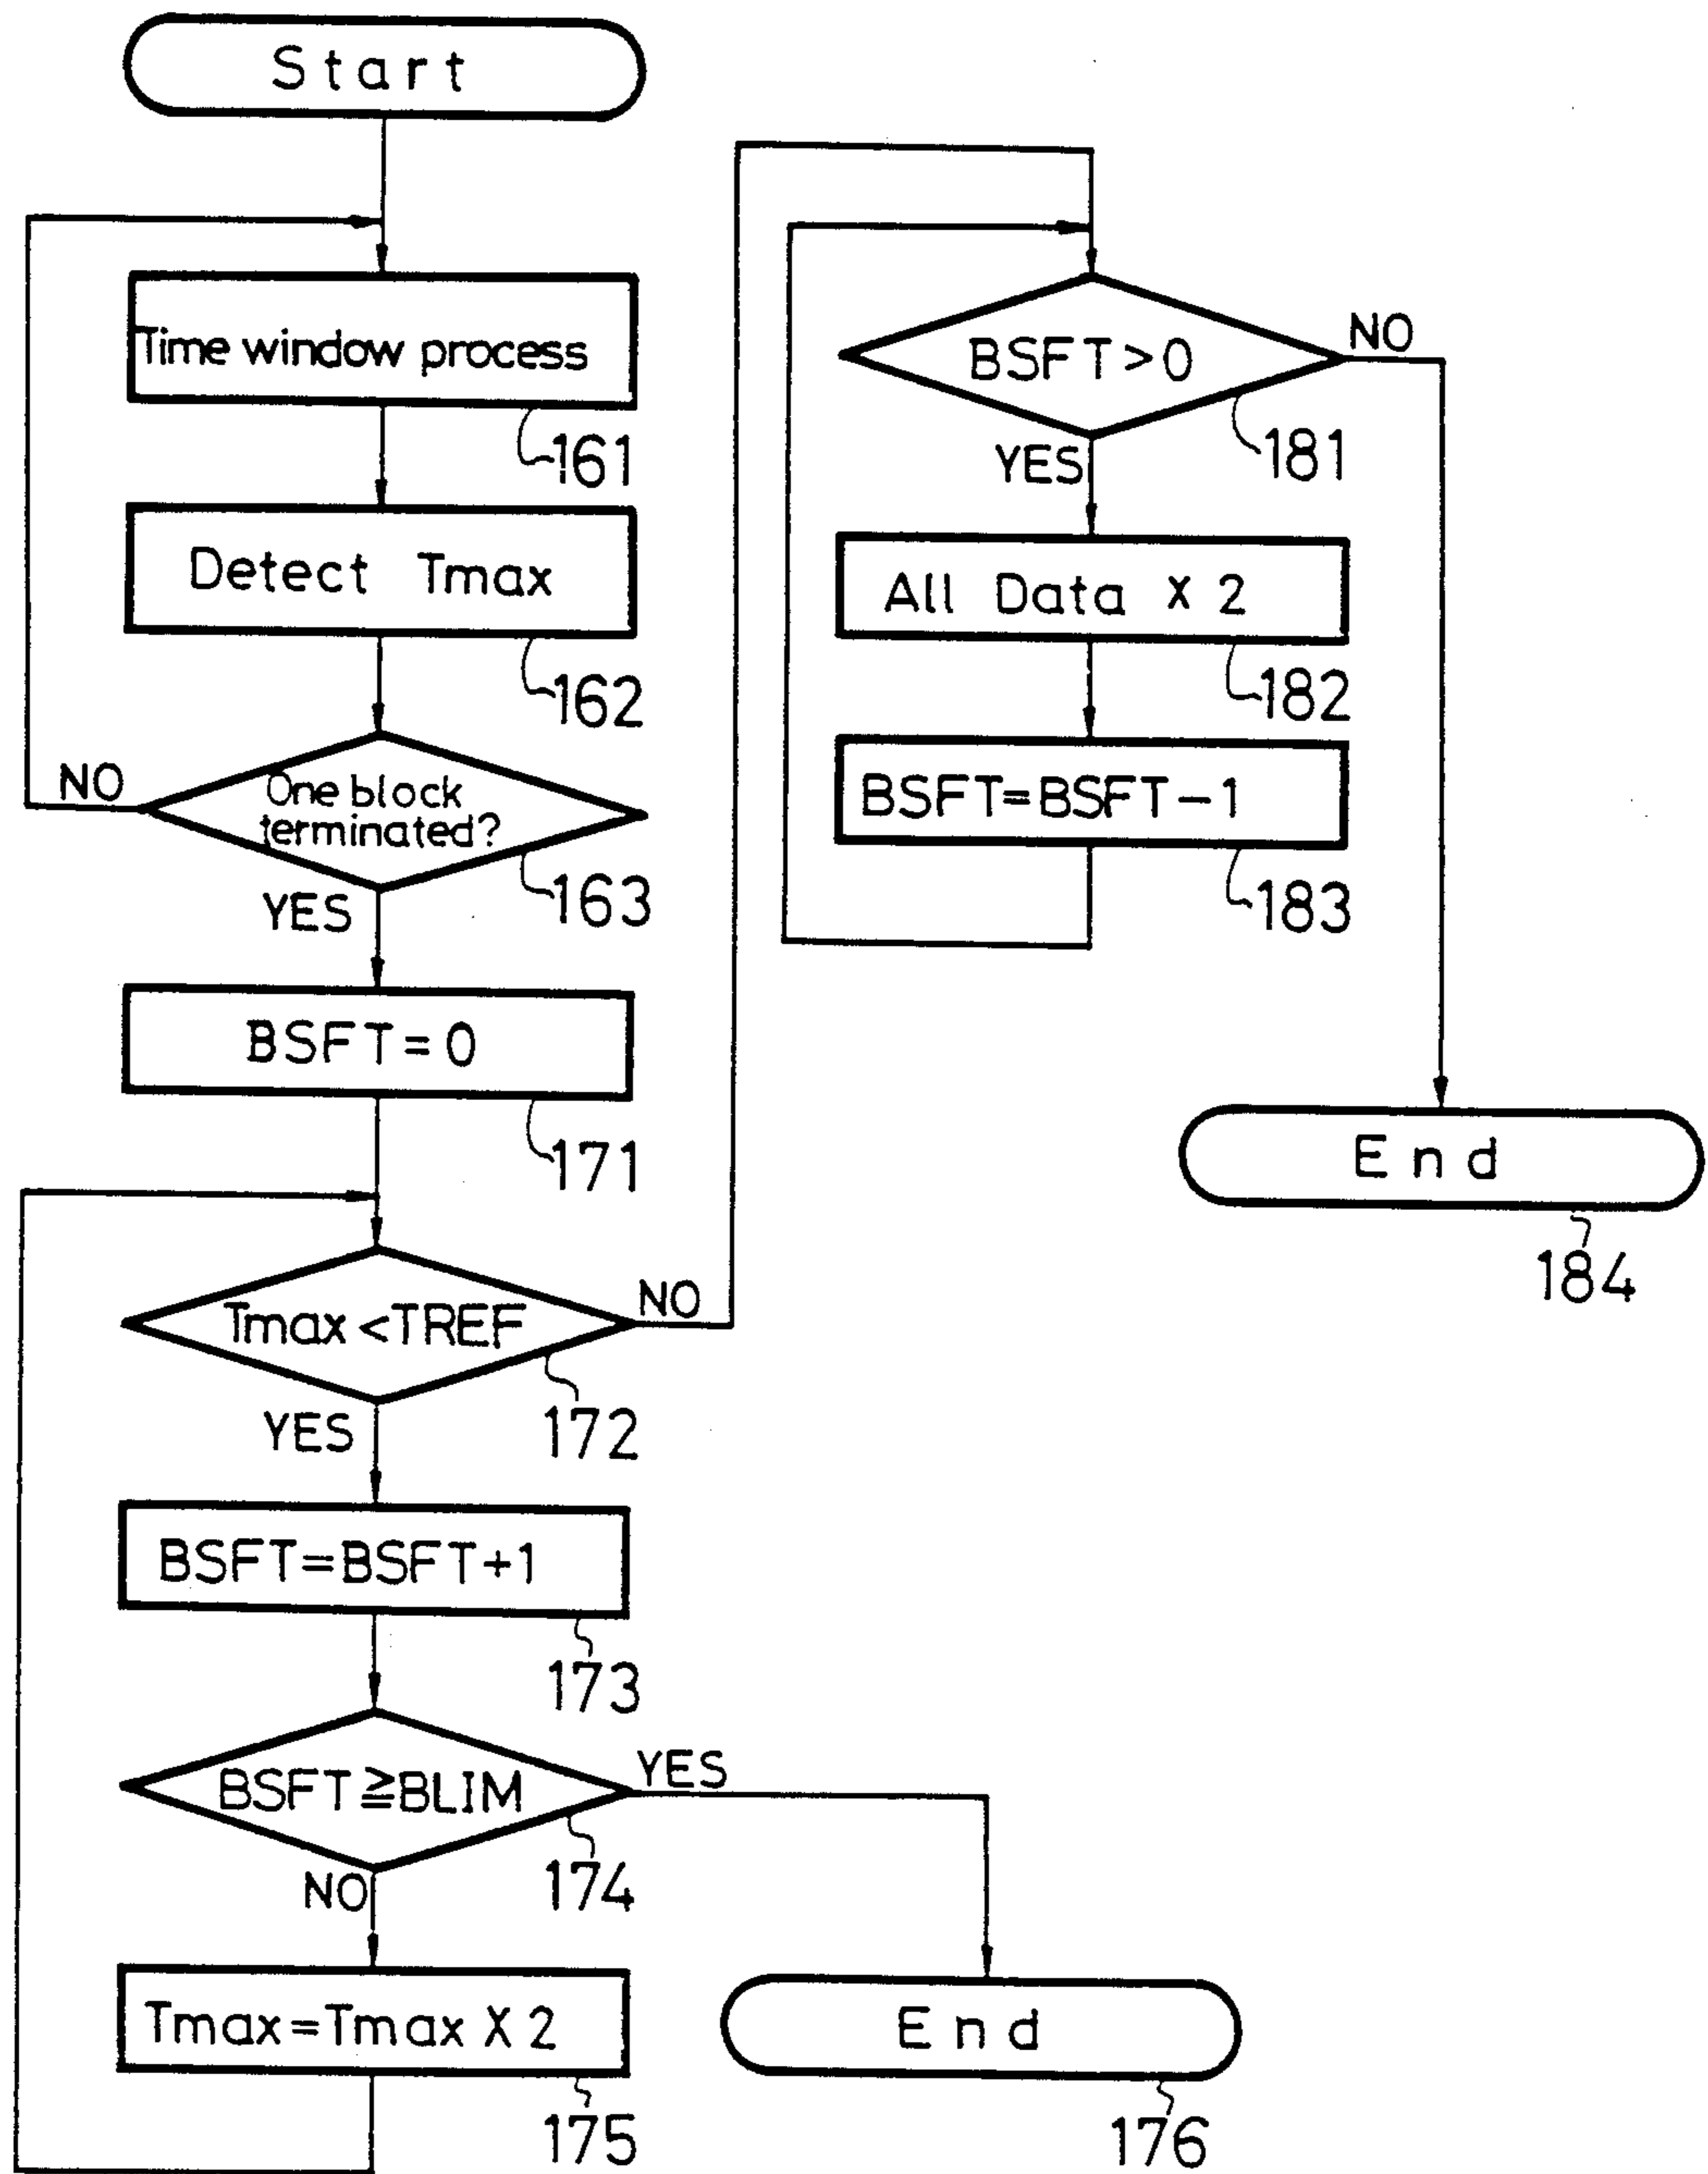 Start
Time window process
161
Detect Tmax
162
One block
terminated?
NO
163
YES
BSFT=0
171
Tmax<TREF
NO
172
YES
BSFT=BSFT+1
173
BSFT≧BLIM
YES
174
NO
Tmax=Tmax X 2
175
End
176
BSFT>0
NO
181
YES
All Data X 2
182
BSFT=BSFT-1
183
End
184